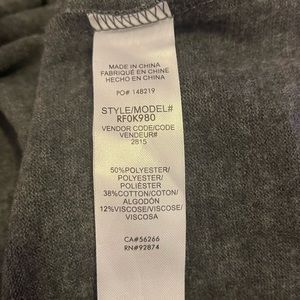 MADE IN CHINA
FABRIQUÉ EN CHINE
HECHO EN CHINA
PO# 148219
STYLE/MODEL#
RF0K980
VENDOR CODE/CODE
VENDEUR#
2815
50%POLYESTER/
POLYESTER/
POLIÉSTER
38%COTTON/COTON/
ALGODÓN
12%VISCOSE/VISCOSE/
VISCOSA
CA#56266
RN#92874